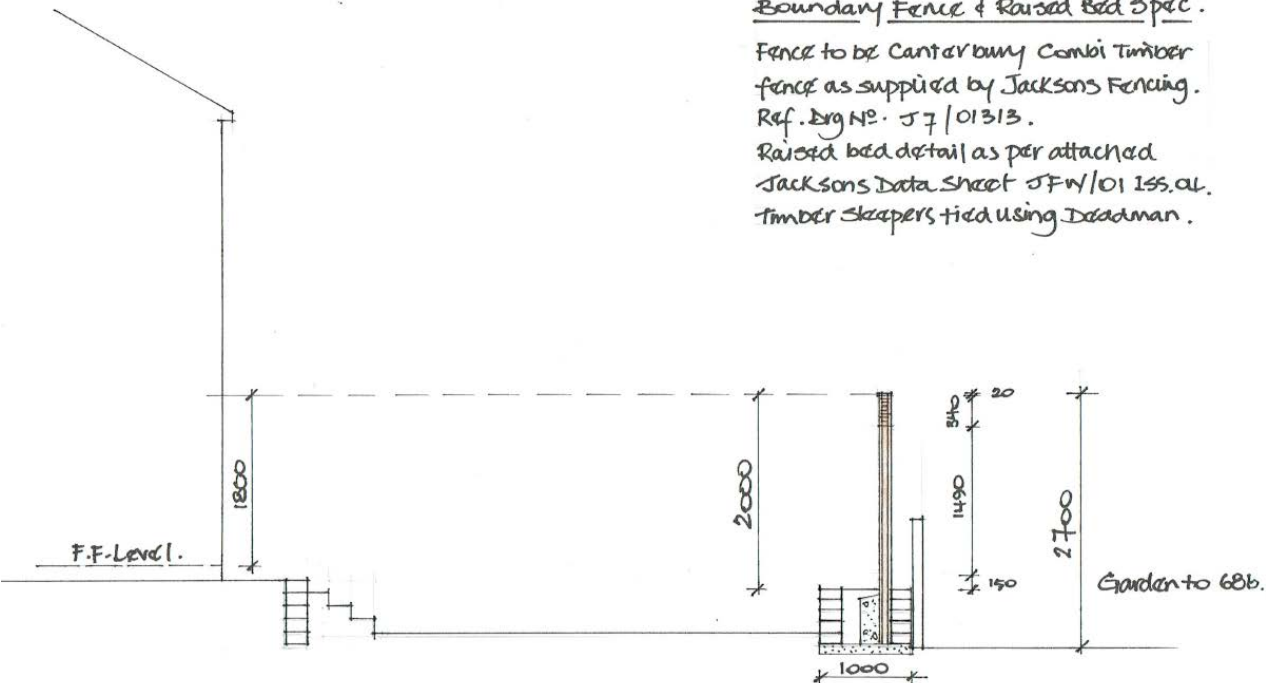 Boundary Fence & Raised Bed Spec.
Fence to be Canterbury Combi Timber
fence as supplied by Jacksons Fencing.
Ref. Drg Nº. J7/01313.
Raised bed detail as per attached
Jacksons Data Sheet JFW/01 ISS.
Timber Sleepers tied using Deadman.
20
340
1800
2000
1490
2700
F.F. Level.
150
Garden to 68b.
1000